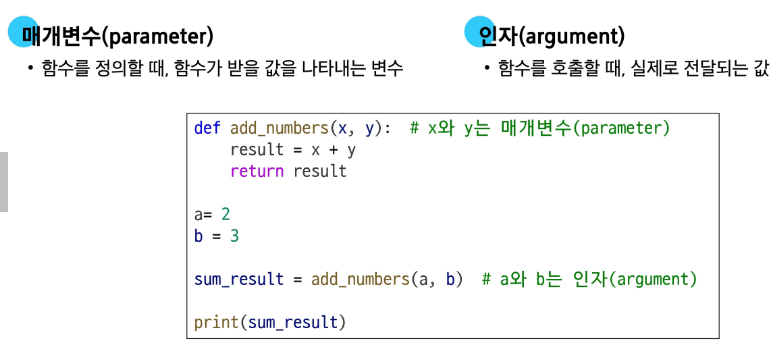 매개변수(parameter)
• 함수를 정의할 때, 함수가 받을 값을 나타내는 변수
인자(argument)
• 함수를 호출할 때, 실제로 전달되는 값
def add_numbers(x, y):  # x와 y는 매개변수(parameter)
    result = x + y
    return result
a= 2
b = 3
sum_result = add_numbers(a, b)  # a와 b는 인자(argument)
print(sum_result)